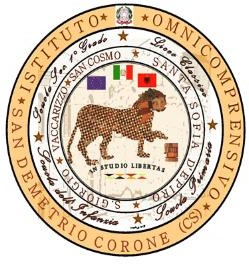 ISTITUTO OMNICOMPRENSIVO
SAN DEMETRIO CORONE (CS)
Scuola Sec. 1° Grado
Liceo Classico
Scuola dell'Infanzia
Scuola Primaria
S. GIORGIO VACCARIZZO SAN COSMO SANTA SOFIA D'EPIRO
IN STUDIO LIBERTAS